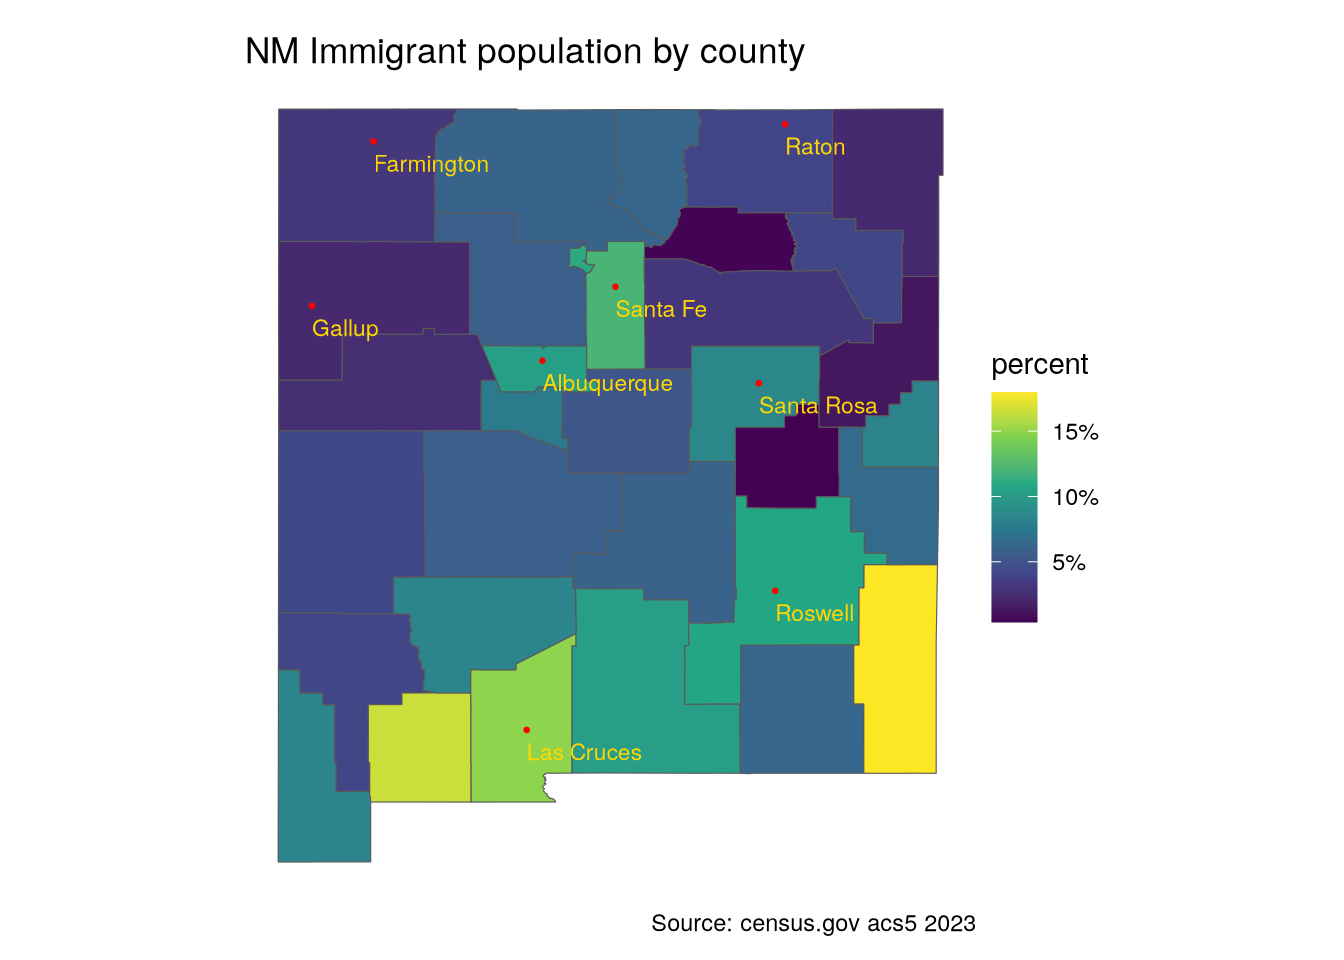 NM Immigrant population by county
Raton
Farmington
Santa Fe
Gallup
Albuquerque
Santa Rosa
Roswell
Las Cruces
percent
15%
10%
5%
Source: census.gov acs5 2023